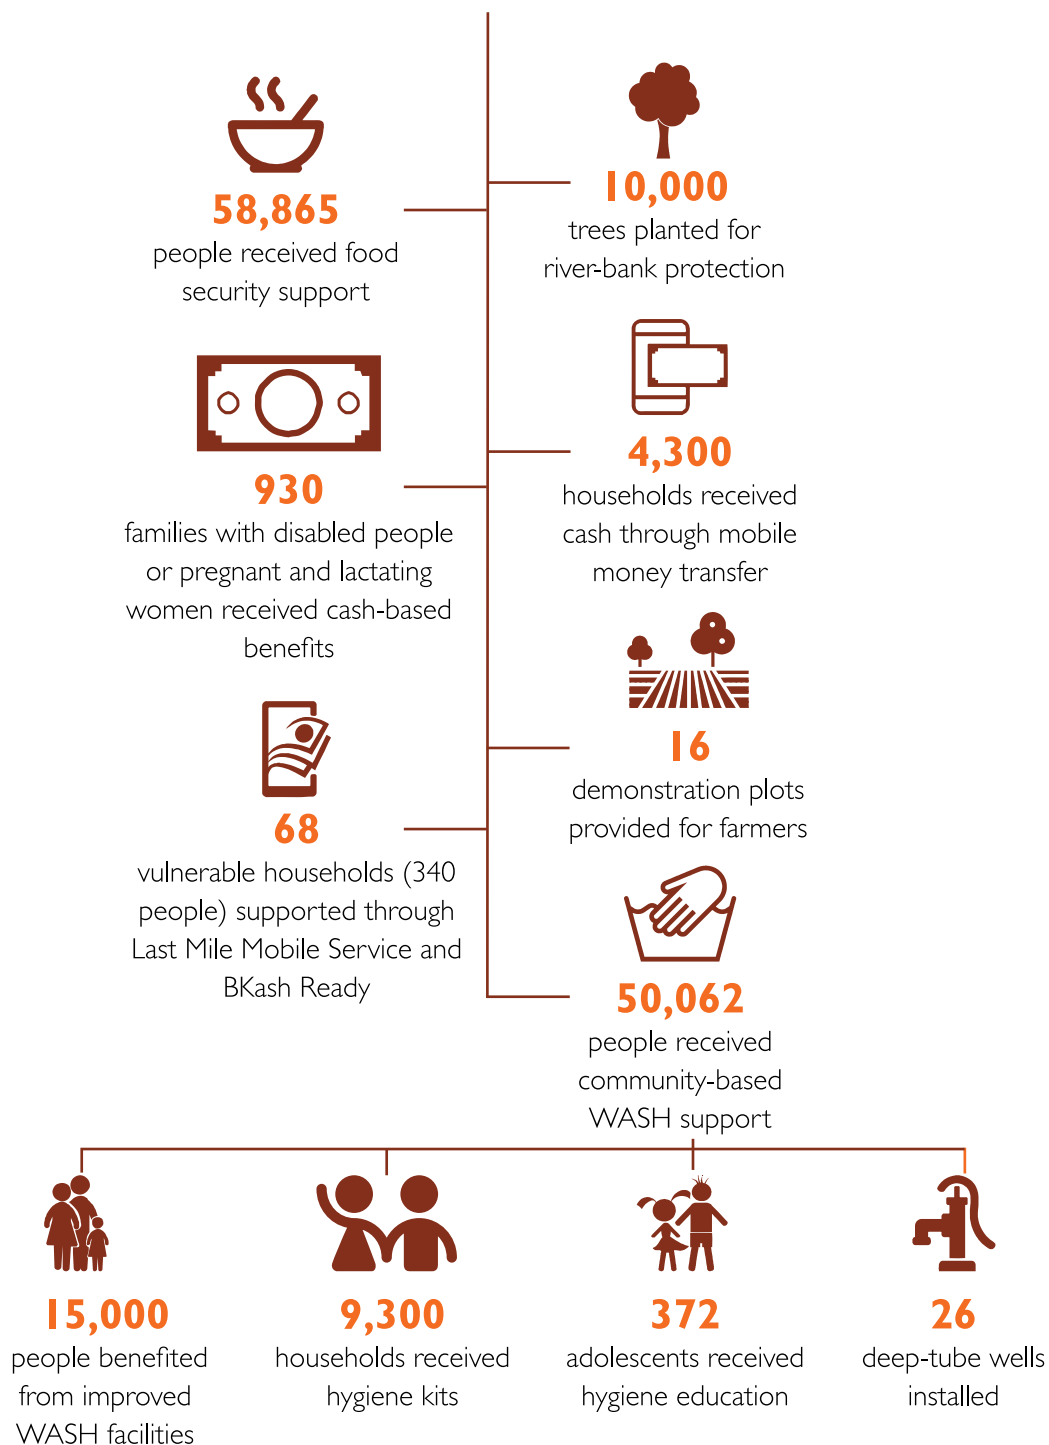 58,865
people received food
security support
10,000
trees planted for
river-bank protection
930
families with disabled people
or pregnant and lactating
women received cash-based
benefits
4,300
households received
cash through mobile
money transfer
68
vulnerable households (340
people) supported through
Last Mile Mobile Service and
BKash Ready
16
demonstration plots
provided for farmers
50,062
people received
community-based
WASH support
15,000
people benefited
from improved
WASH facilities
9,300
households received
hygiene kits
372
adolescents received
hygiene education
26
deep-tube wells
installed